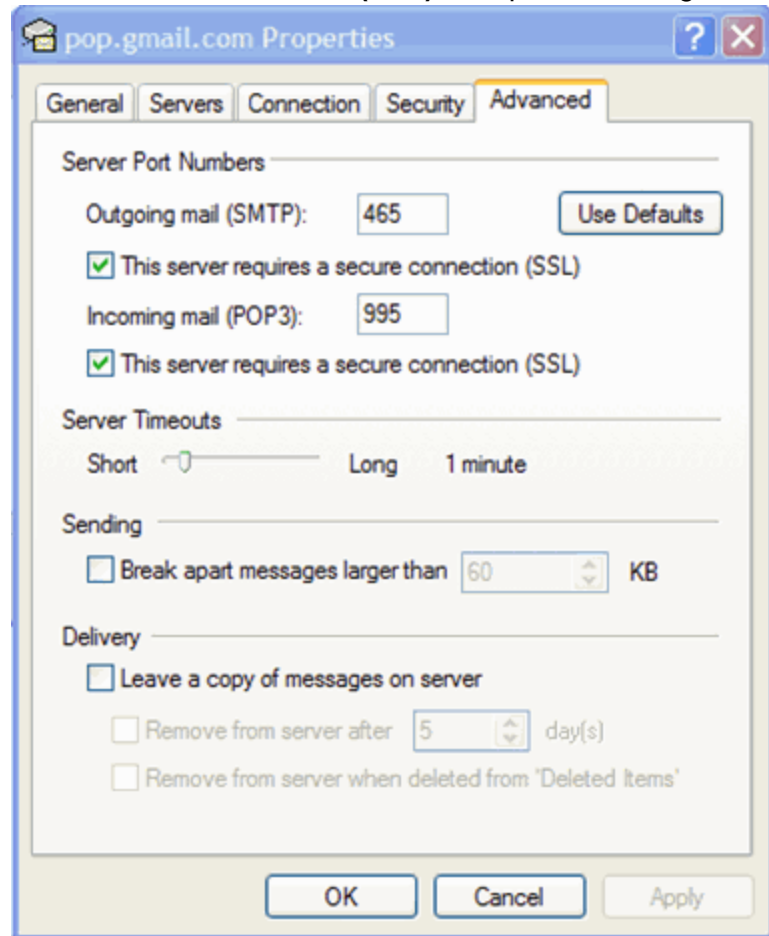 pop.gmail.com Properties
General Servers Connection Security Advanced
Server Port Numbers
Outgoing mail (SMTP): 465 Use Defaults
This server requires a secure connection (SSL)
Incoming mail (POP3): 995
This server requires a secure connection (SSL)
Server Timeouts
Short Long 1 minute
Sending
Break apart messages larger than 60 KB
Delivery
Leave a copy of messages on server
Remove from server after 5 day(s)
Remove from server when deleted from 'Deleted Items'
OK Cancel Apply